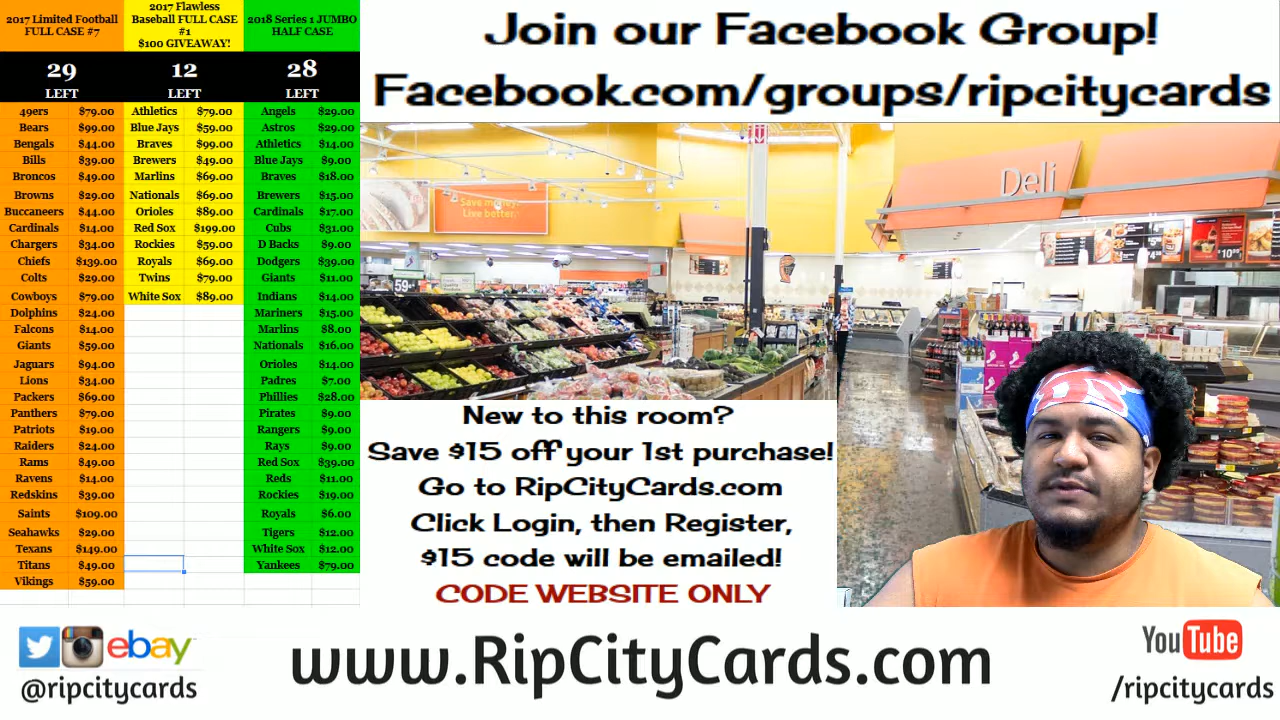 2017 Limited Football
FULL CASE #7
29
LEFT
49ers $79.00
Bears $99.00
Bengals $44.00
Bills $39.00
Broncos $49.00
Browns $29.00
Buccaneers $44.00
Cardinals $14.00
Chargers $34.00
Chiefs $139.00
Colts $29.00
Cowboys $79.00
Dolphins $24.00
Falcons $14.00
Giants $59.00
Jaguars $94.00
Lions $34.00
Packers $69.00
Panthers $79.00
Patriots $19.00
Raiders $24.00
Rams $49.00
Ravens $14.00
Redskins $39.00
Saints $109.00
Seahawks $29.00
Texans $149.00
Titans $49.00
Vikings $59.00
2017 Flawless
Baseball FULL CASE
#1
$100 GIVEAWAY!
12
LEFT
Athletics $79.00
Blue Jays $59.00
Braves $99.00
Brewers $49.00
Marlins $69.00
Nationals $69.00
Orioles $89.00
Red Sox $199.00
Rockies $59.00
Royals $69.00
Twins $79.00
White Sox $89.00
2018 Series 1 JUMBO
HALF CASE
28
LEFT
Angels $29.00
Astros $29.00
Athletics $14.00
Blue Jays $9.00
Braves $18.00
Brewers $15.00
Cardinals $17.00
Cubs $31.00
D Backs $9.00
Dodgers $39.00
Giants $11.00
Indians $14.00
Mariners $15.00
Marlins $8.00
Nationals $16.00
Orioles $14.00
Padres $7.00
Phillies $28.00
Pirates $9.00
Rangers $9.00
Rays $9.00
Red Sox $39.00
Reds $11.00
Rockies $19.00
Royals $6.00
Tigers $12.00
White Sox $12.00
Yankees $79.00
Join our Facebook Group!
Facebook.com/groups/ripcitycards
Save money.
Live better.
Deli
59
New to this room?
Save $15 off your 1st purchase!
Go to RipCityCards.com
Click Login, then Register,
$15 code will be emailed!
CODE WEBSITE ONLY
ebay
@ripcitycards
www.RipCityCards.com
YouTube
/ripcitycards